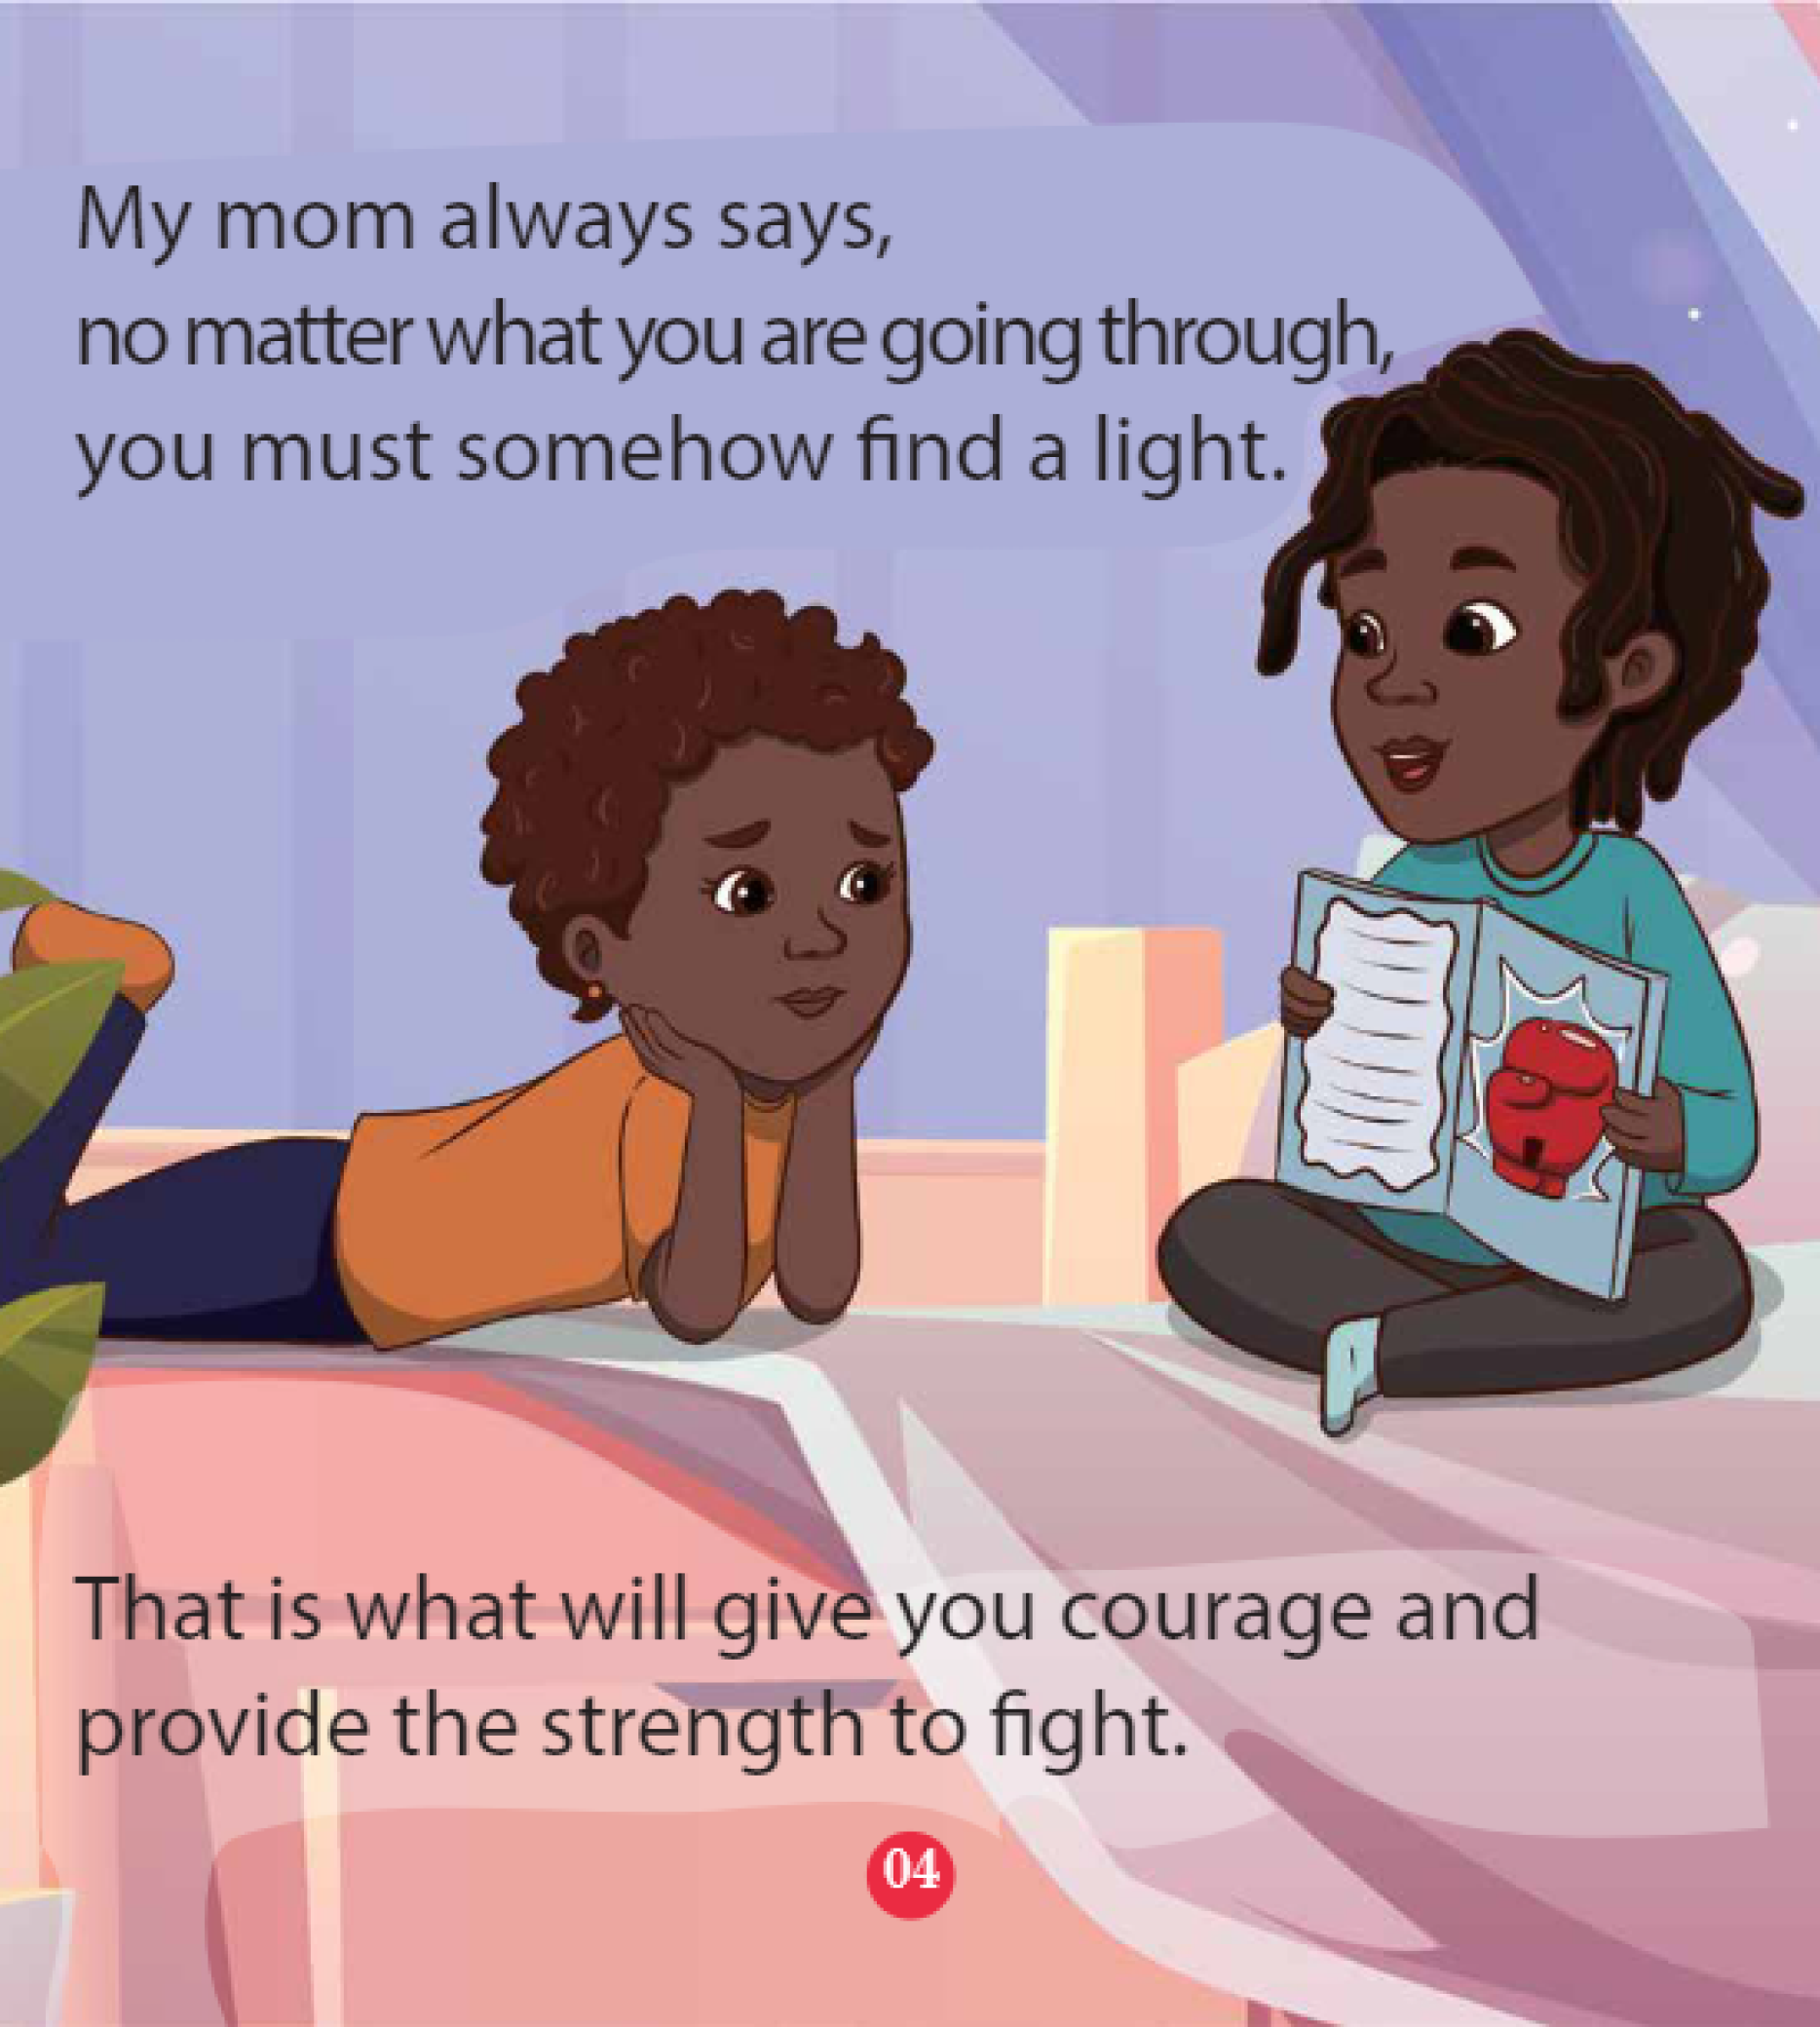 My mom always says,
no matter what you are going through,
you must somehow find a light.
That is what will give you courage and
provide the strength to fight.
04